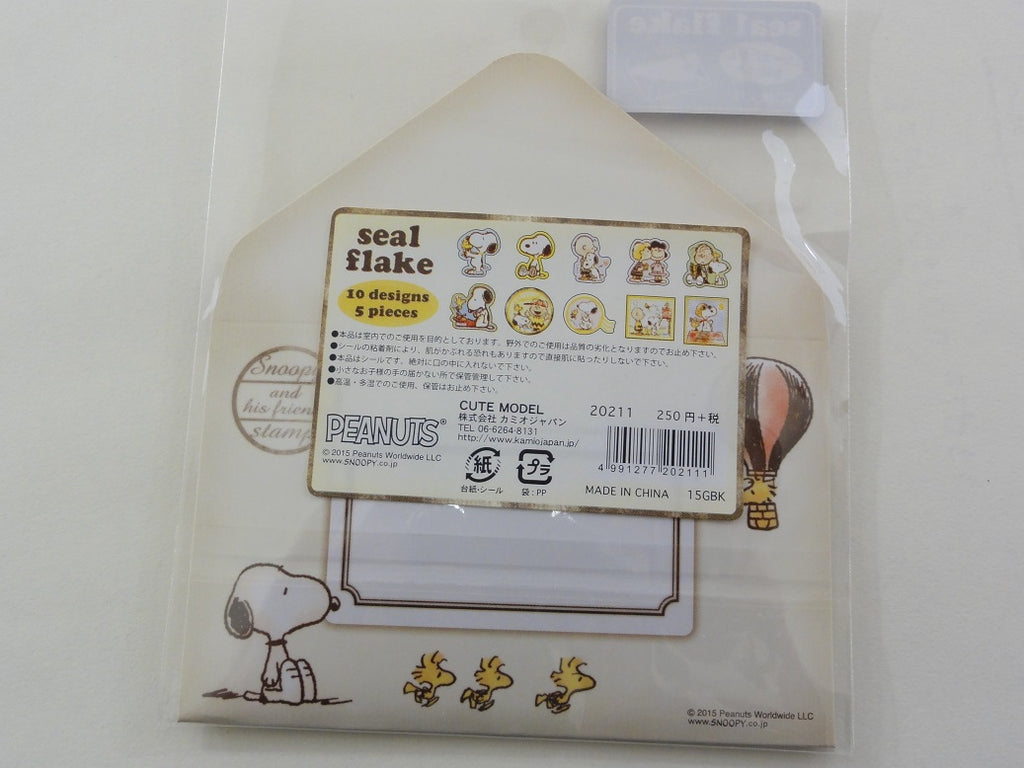 seal flake
seal
flake
10 designs
5 pieces
●本品は室内でのご使用を目的としております。野外でのご使用は品質の劣化となりますのでお止め下さい。
●シールの粘着剤により、肌がかぶれる恐れもありますので直接肌に貼ったりしないで下さい。
●本品はシールです。絶対に口の中に入れないで下さい。
●小さなお子様の手の届かない所で保管管理して下さい。
●高温・多湿でのご使用、保管はお止め下さい。
Snoopy
and
his friend
stamp
PEANUTS®
© 2015 Peanuts Worldwide LLC
www.SNOOPY.co.jp
CUTE MODEL
株式会社 カミオジャパン
TEL 06-6264-8131
http://www.kamiojapan.jp/
20211 250円+税
紙
台紙・シール
プラ
袋:PP
4 991277 202111
MADE IN CHINA 15GBK
© 2015 Peanuts Worldwide LLC
www.SNOOPY.co.jp